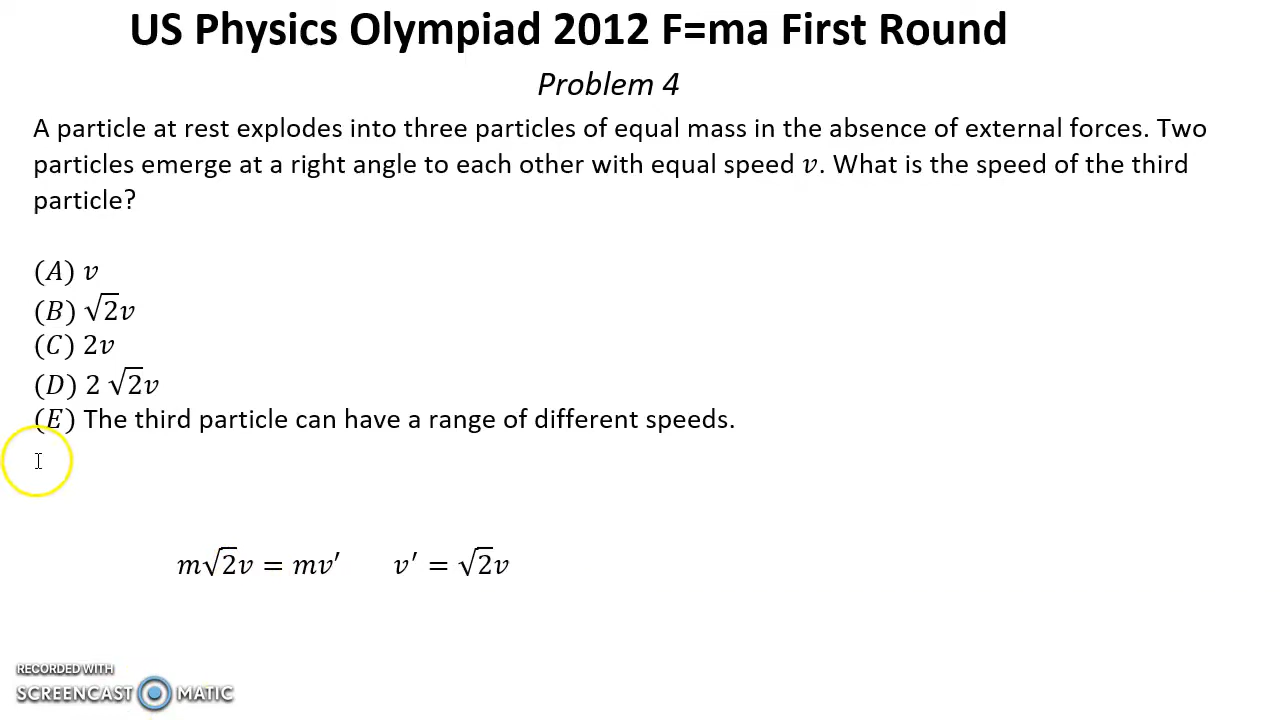 US Physics Olympiad 2012 F=ma First Round
Problem 4
A particle at rest explodes into three particles of equal mass in the absence of external forces. Two
particles emerge at a right angle to each other with equal speed v. What is the speed of the third
particle?
(A) v
(B) √2v
(C) 2v
(D) 2 √2v
(E) The third particle can have a range of different speeds.
m√2v = mv′ v′ = √2v
RECORDED WITH
SCREENCAST MATIC